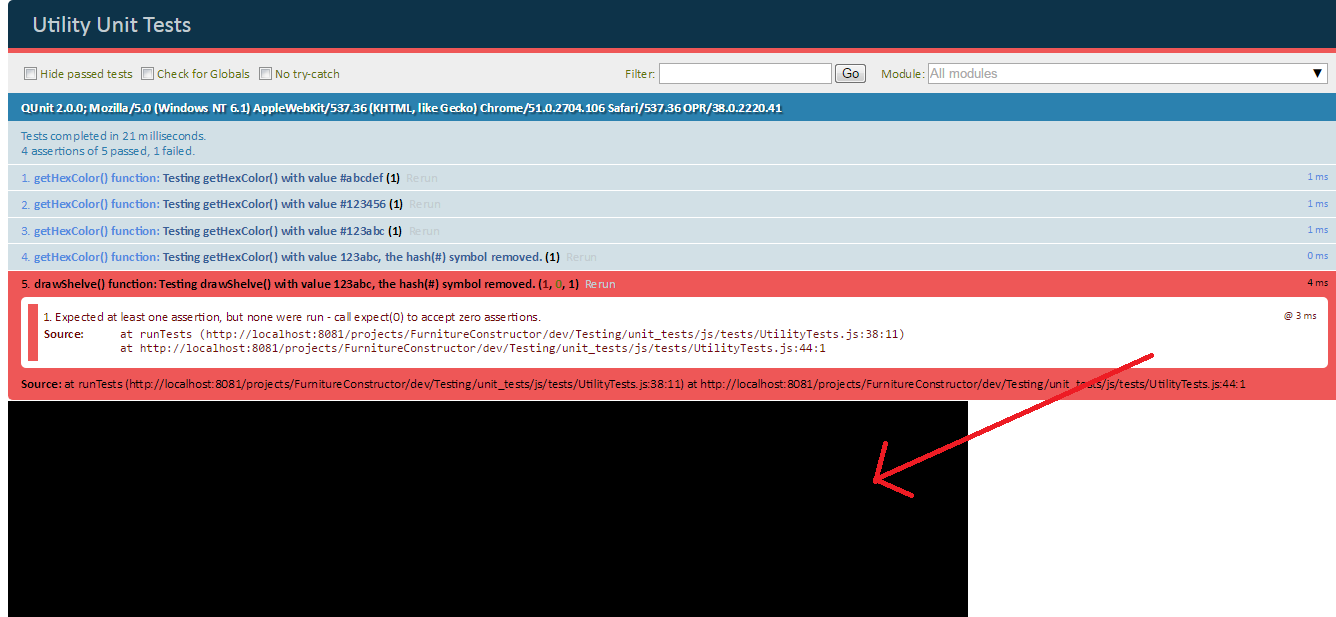 Utility Unit Tests
Hide passed tests Check for Globals No try-catch Filter: Go Module: All modules ▼
QUnit 2.0.0; Mozilla/5.0 (Windows NT 6.1) AppleWebKit/537.36 (KHTML, like Gecko) Chrome/51.0.2704.106 Safari/537.36 OPR/38.0.2220.41
Tests completed in 21 milliseconds.
4 assertions of 5 passed, 1 failed.
1. getHexColor() function: Testing getHexColor() with value #abcdef (1) Rerun 1 ms
2. getHexColor() function: Testing getHexColor() with value #123456 (1) Rerun 1 ms
3. getHexColor() function: Testing getHexColor() with value #123abc (1) Rerun 1 ms
4. getHexColor() function: Testing getHexColor() with value 123abc, the hash(#) symbol removed. (1) Rerun 0 ms
5. drawShelve() function: Testing drawShelve() with value 123abc, the hash(#) symbol removed. (1, 0, 1) Rerun 4 ms
1. Expected at least one assertion, but none were run - call expect(0) to accept zero assertions. @ 3 ms
Source: at runTests (http://localhost:8081/projects/FurnitureConstructor/dev/Testing/unit_tests/js/tests/UtilityTests.js:38:11)
at http://localhost:8081/projects/FurnitureConstructor/dev/Testing/unit_tests/js/tests/UtilityTests.js:44:1
Source: at runTests (http://localhost:8081/projects/FurnitureConstructor/dev/Testing/unit_tests/js/tests/UtilityTests.js:38:11) at http://localhost:8081/projects/FurnitureConstructor/dev/Testing/unit_tests/js/tests/UtilityTests.js:44:1